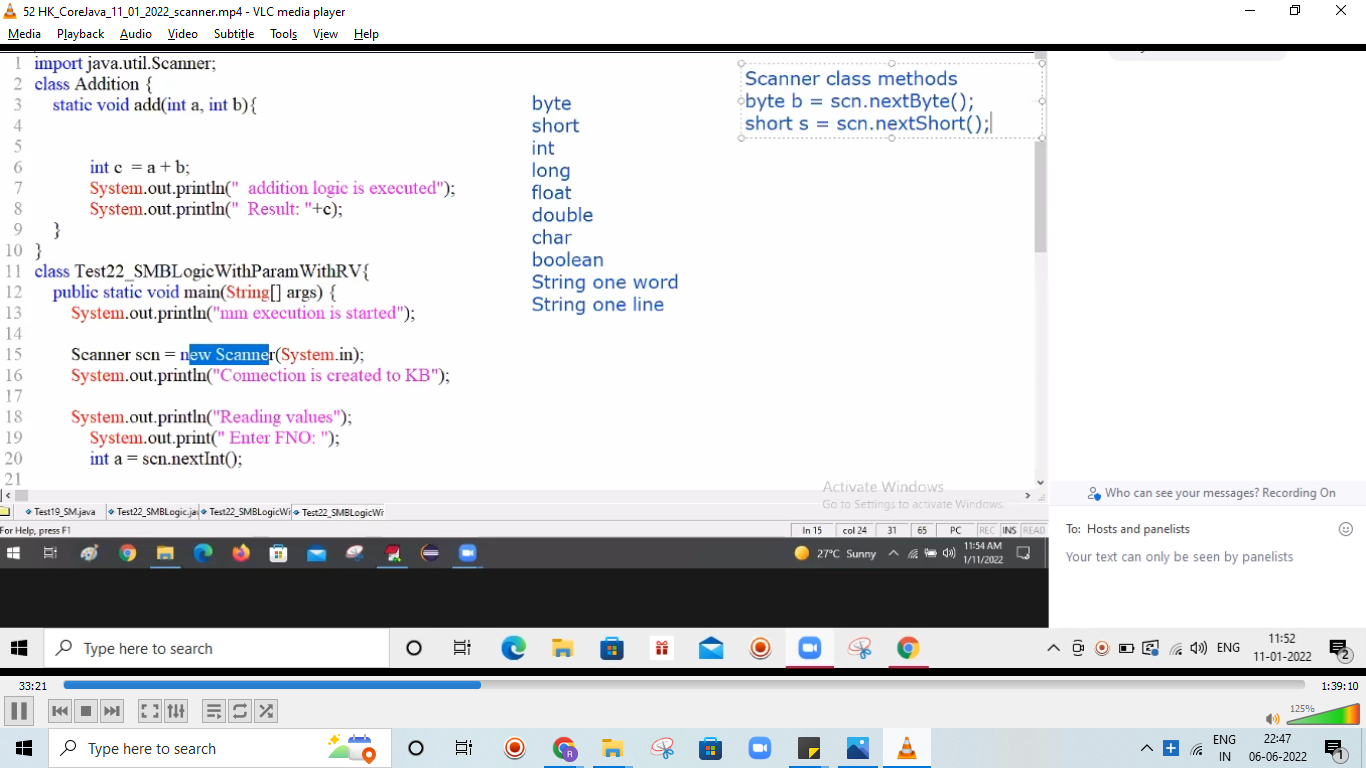 52 HK_CoreJava_11_01_2022_scanner.mp4 - VLC media player
Media Playback Audio Video Subtitle Tools View Help
1 import java.util.Scanner;
2 class Addition {
3 static void add(int a, int b){
4
5
6 int c = a + b;
7 System.out.println(" addition logic is executed");
8 System.out.println(" Result: "+c);
9 }
10 }
11 class Test22_SMBLogicWithParamWithRV{
12 public static void main(String[] args) {
13 System.out.println("mm execution is started");
14
15 Scanner scn = new Scanner(System.in);
16 System.out.println("Connection is created to KB");
17
18 System.out.println("Reading values");
19 System.out.print(" Enter FNO: ");
20 int a = scn.nextInt();
21
byte
short
int
long
float
double
char
boolean
String one word
String one line
Scanner class methods
byte b = scn.nextByte();
short s = scn.nextShort();
Activate Windows
Go to Settings to activate Windows.
Test19_SM.java Test22_SMBLogic.ja Test22_SMBLogicWi Test22_SMBLogicWi
For Help, press F1
ln 15 col 24 31 65 PC REC INS READ
27°C Sunny
11:54 AM
1/11/2022
Who can see your messages? Recording On
To: Hosts and panelists
Your text can only be seen by panelists
Type here to search
ENG
11:52
11-01-2022
2
33:21
1:39:10
125%
Type here to search
ENG
IN
22:47
06-06-2022
1